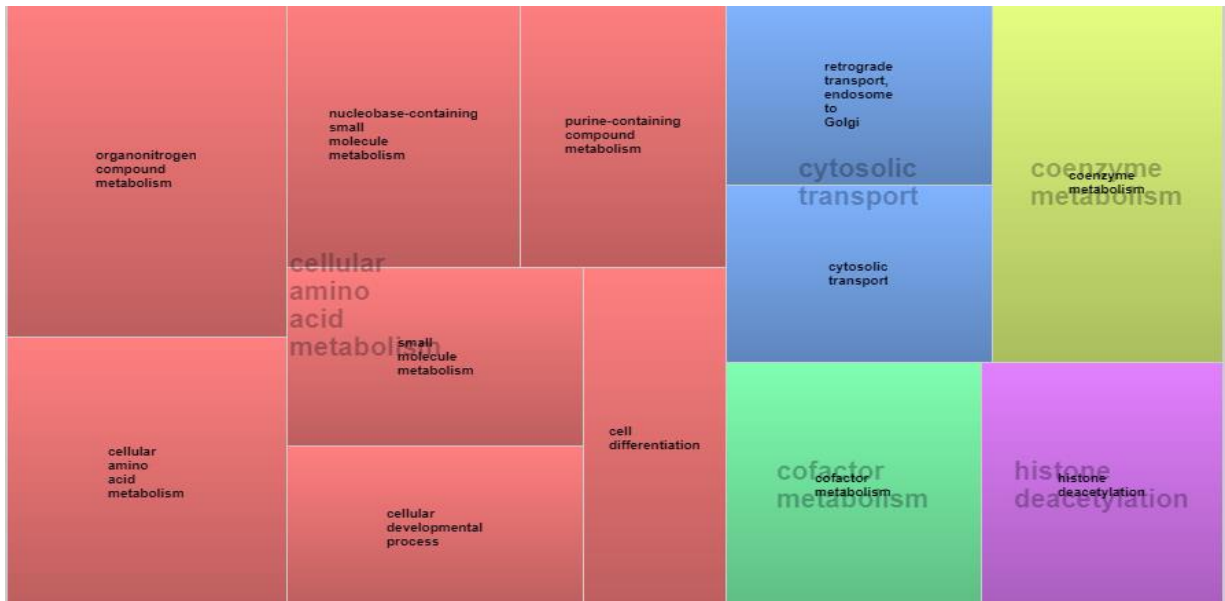 organonitrogen
compound
metabolism
nucleobase-containing
small
molecule
metabolism
purine-containing
compound
metabolism
retrograde
transport,
endosome
to
Golgi
cytosolic
transport
coenzyme
metabolism
coenzyme
metabolism
cytosolic
transport
cellular
amino
acid
metabolism
small
molecule
metabolism
cellular
amino
acid
metabolism
cell
differentiation
cellular
developmental
process
cofactor
metabolism
cofactor
metabolism
histone
deacetylation
histone
deacetylation